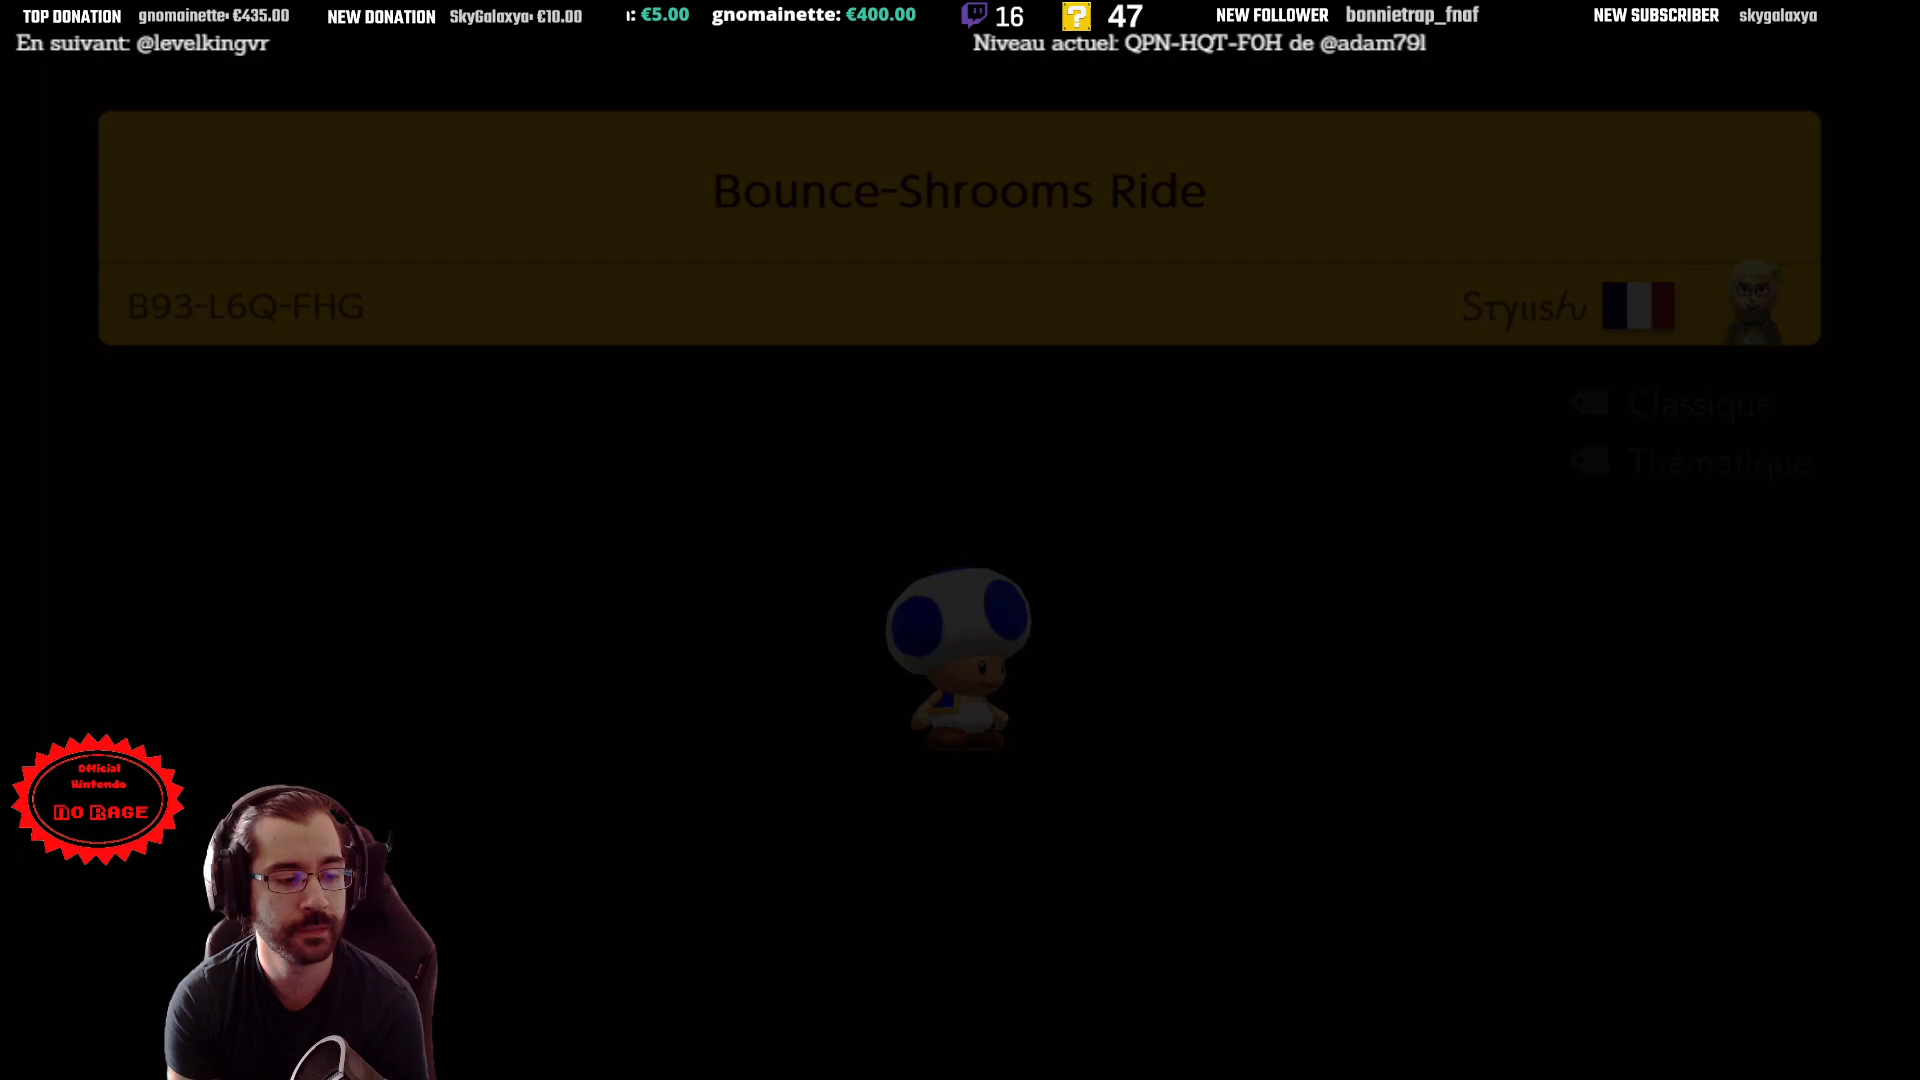 TOP DONATION gnomainette: €435.00 NEW DONATION SkyGalaxya: €10.00 : €5.00 gnomainette: €400.00 16 47 NEW FOLLOWER bonnietrap_fnaf NEW SUBSCRIBER skygalaxya
En suivant: @levelkingvr Niveau actuel: QPN-HQT-F0H de @adam79l
Bounce-Shrooms Ride
B93-L6Q-FHG Sτyιιsℎ
Classique
Thématique
Official
Nintendo
No Rage